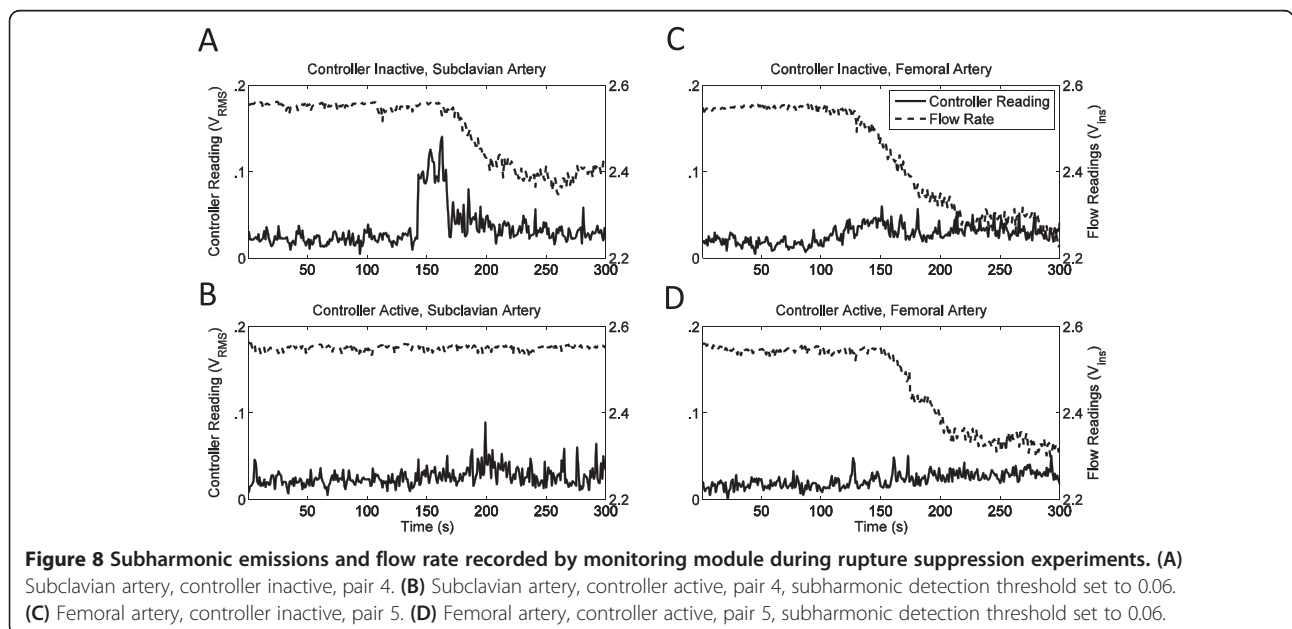 A
Controller Inactive, Subclavian Artery
Controller Reading (V_RMS)
.2
.1
0
2.6
2.4
2.2
50 100 150 200 250 300
C
Controller Inactive, Femoral Artery
Controller Reading
Flow Rate
.2
.1
0
2.6
2.4
2.2
Flow Readings (V_ins)
50 100 150 200 250 300
B
Controller Active, Subclavian Artery
Controller Reading (V_RMS)
.2
.1
0
2.6
2.4
2.2
50 100 150 200 250 300
Time (s)
D
Controller Active, Femoral Artery
.2
.1
0
2.6
2.4
2.2
Flow Readings (V_ins)
50 100 150 200 250 300
Time (s)
Figure 8 Subharmonic emissions and flow rate recorded by monitoring module during rupture suppression experiments. (A)
Subclavian artery, controller inactive, pair 4. (B) Subclavian artery, controller active, pair 4, subharmonic detection threshold set to 0.06.
(C) Femoral artery, controller inactive, pair 5. (D) Femoral artery, controller active, pair 5, subharmonic detection threshold set to 0.06.